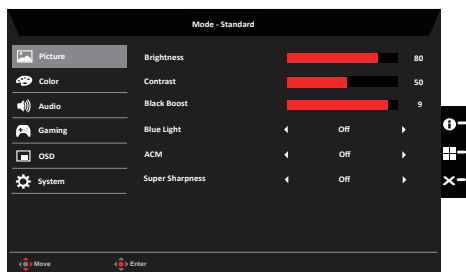 Mode - Standard
Picture
Brightness 80
Color
Contrast 50
Audio
Black Boost 9
Gaming
Blue Light Off
OSD
ACM Off
System
Super Sharpness Off
Move Enter